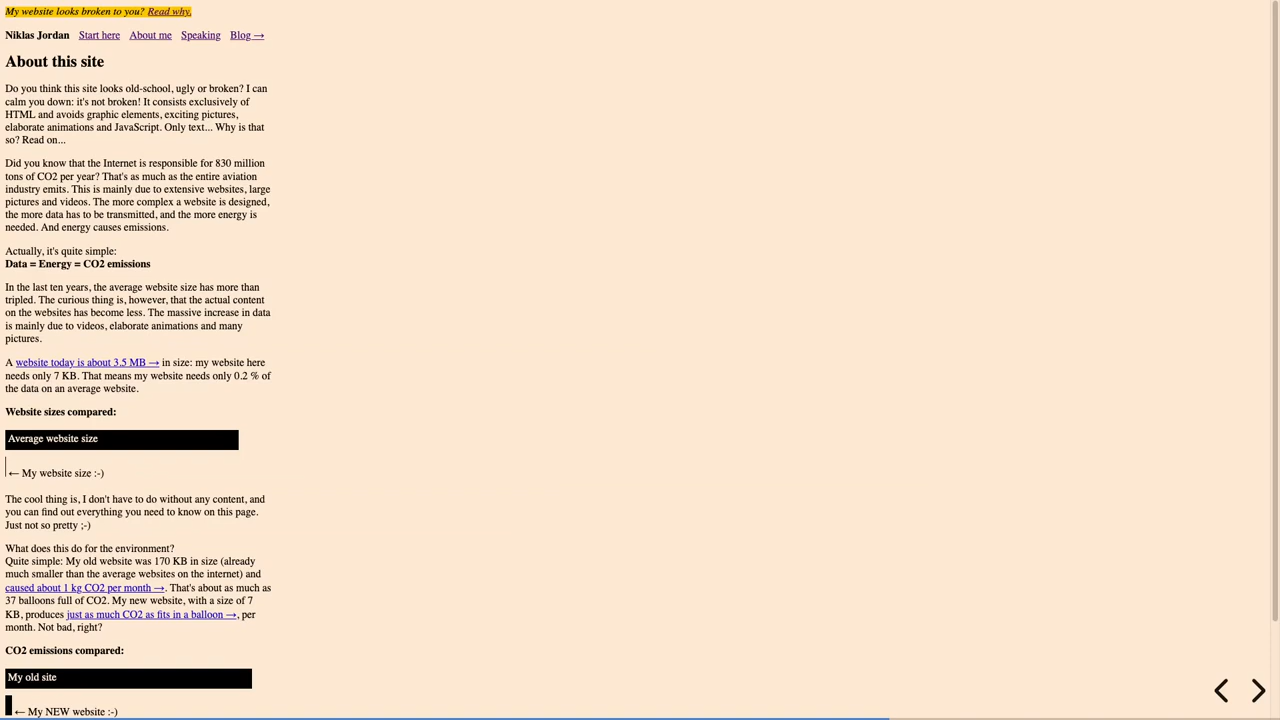 My website looks broken to you? Read why.
Niklas Jordan Start here About me Speaking Blog →
About this site
Do you think this site looks old-school, ugly or broken? I can
calm you down: it's not broken! It consists exclusively of
HTML and avoids graphic elements, exciting pictures,
elaborate animations and JavaScript. Only text... Why is that
so? Read on...
Did you know that the Internet is responsible for 830 million
tons of CO2 per year? That's as much as the entire aviation
industry emits. This is mainly due to extensive websites, large
pictures and videos. The more complex a website is designed,
the more data has to be transmitted, and the more energy is
needed. And energy causes emissions.
Actually, it's quite simple:
Data = Energy = CO2 emissions
In the last ten years, the average website size has more than
tripled. The curious thing is, however, that the actual content
on the websites has become less. The massive increase in data
is mainly due to videos, elaborate animations and many
pictures.
A website today is about 3.5 MB → in size: my website here
needs only 7 KB. That means my website needs only 0.2 % of
the data on an average website.
Website sizes compared:
Average website size
← My website size :-)
The cool thing is, I don't have to do without any content, and
you can find out everything you need to know on this page.
Just not so pretty ;-)
What does this do for the environment?
Quite simple: My old website was 170 KB in size (already
much smaller than the average websites on the internet) and
caused about 1 kg CO2 per month →. That's about as much as
37 balloons full of CO2. My new website, with a size of 7
KB, produces just as much CO2 as fits in a balloon →, per
month. Not bad, right?
CO2 emissions compared:
My old site
← My NEW website :-)